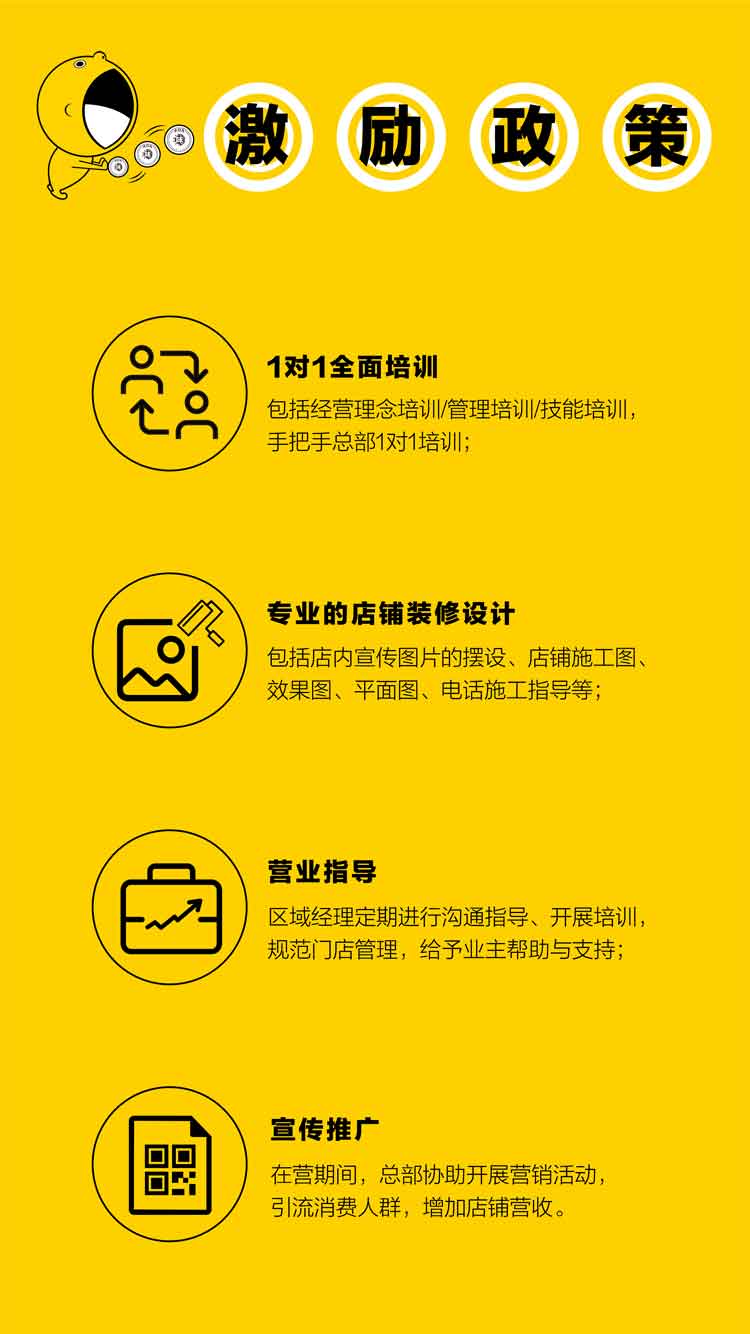 激励政策
1对1全面培训
包括经营理念培训/管理培训/技能培训，
手把手总部1对1培训；
专业的店铺装修设计
包括店内宣传图片的摆设、店铺施工图、
效果图、平面图、电话施工指导等；
营业指导
区域经理定期进行沟通指导、开展培训，
规范门店管理，给予业主帮助与支持；
宣传推广
在营期间，总部协助开展营销活动，
引流消费人群，增加店铺营收。